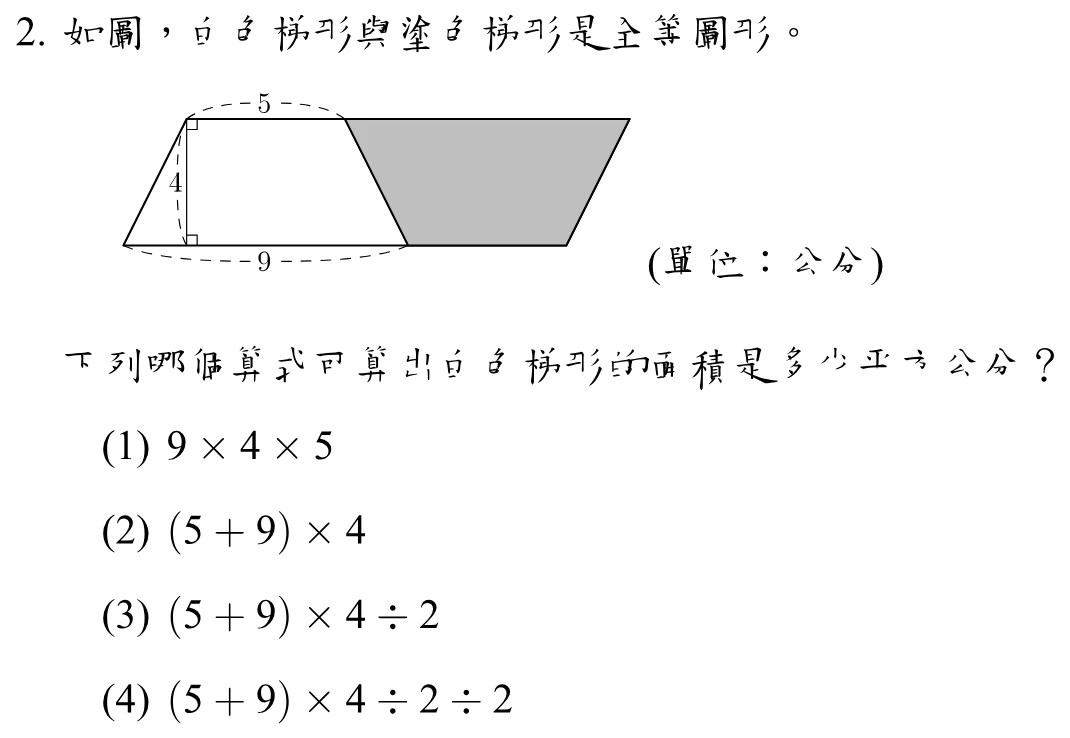 2. 如圖，白色梯形與塗色梯形是全等圖形。
5
4
9
(單位：公分)
下列哪個算式可算出白色梯形的面積是多少平方公分？
(1) 9 × 4 × 5
(2) (5 + 9) × 4
(3) (5 + 9) × 4 ÷ 2
(4) (5 + 9) × 4 ÷ 2 ÷ 2